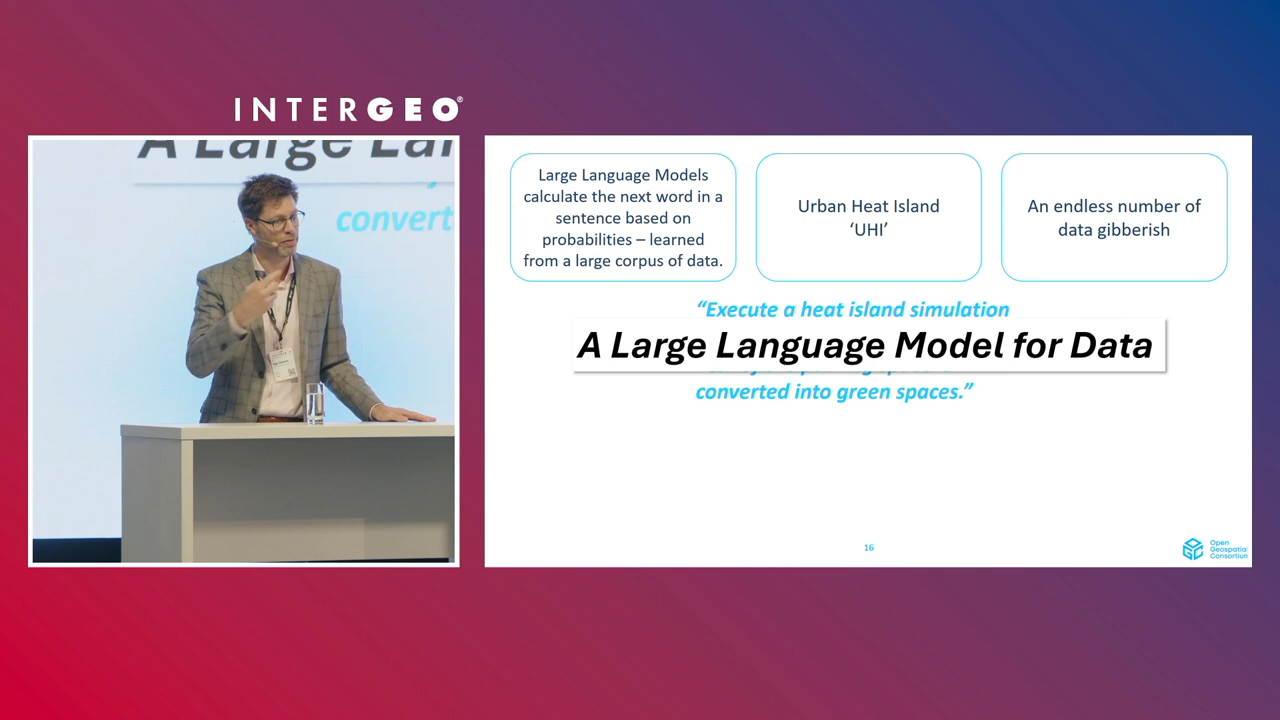 INTERGEO®
A Large Lan
convert
Large Language Models
calculate the next word in a
sentence based on
probabilities – learned
from a large corpus of data.
Urban Heat Island
‘UHI’
An endless number of
data gibberish
“Execute a heat island simulation
A Large Language Model for Data
converted into green spaces.”
16
Open
Geospatial
Consortium